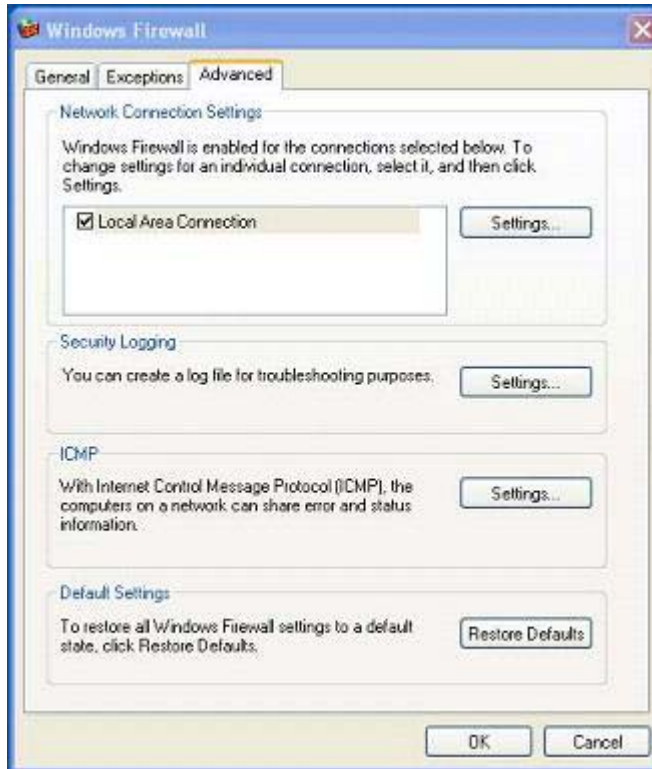 Windows Firewall
General
Exceptions
Advanced
Network Connection Settings
Windows Firewall is enabled for the connections selected below. To
change settings for an individual connection, select it, and then click
Settings.
Local Area Connection
Settings...
Security Logging
You can create a log file for troubleshooting purposes.
Settings...
ICMP
With Internet Control Message Protocol (ICMP), the
computers on a network can share error and status
information.
Settings...
Default Settings
To restore all Windows Firewall settings to a default
state, click Restore Defaults.
Restore Defaults
OK
Cancel